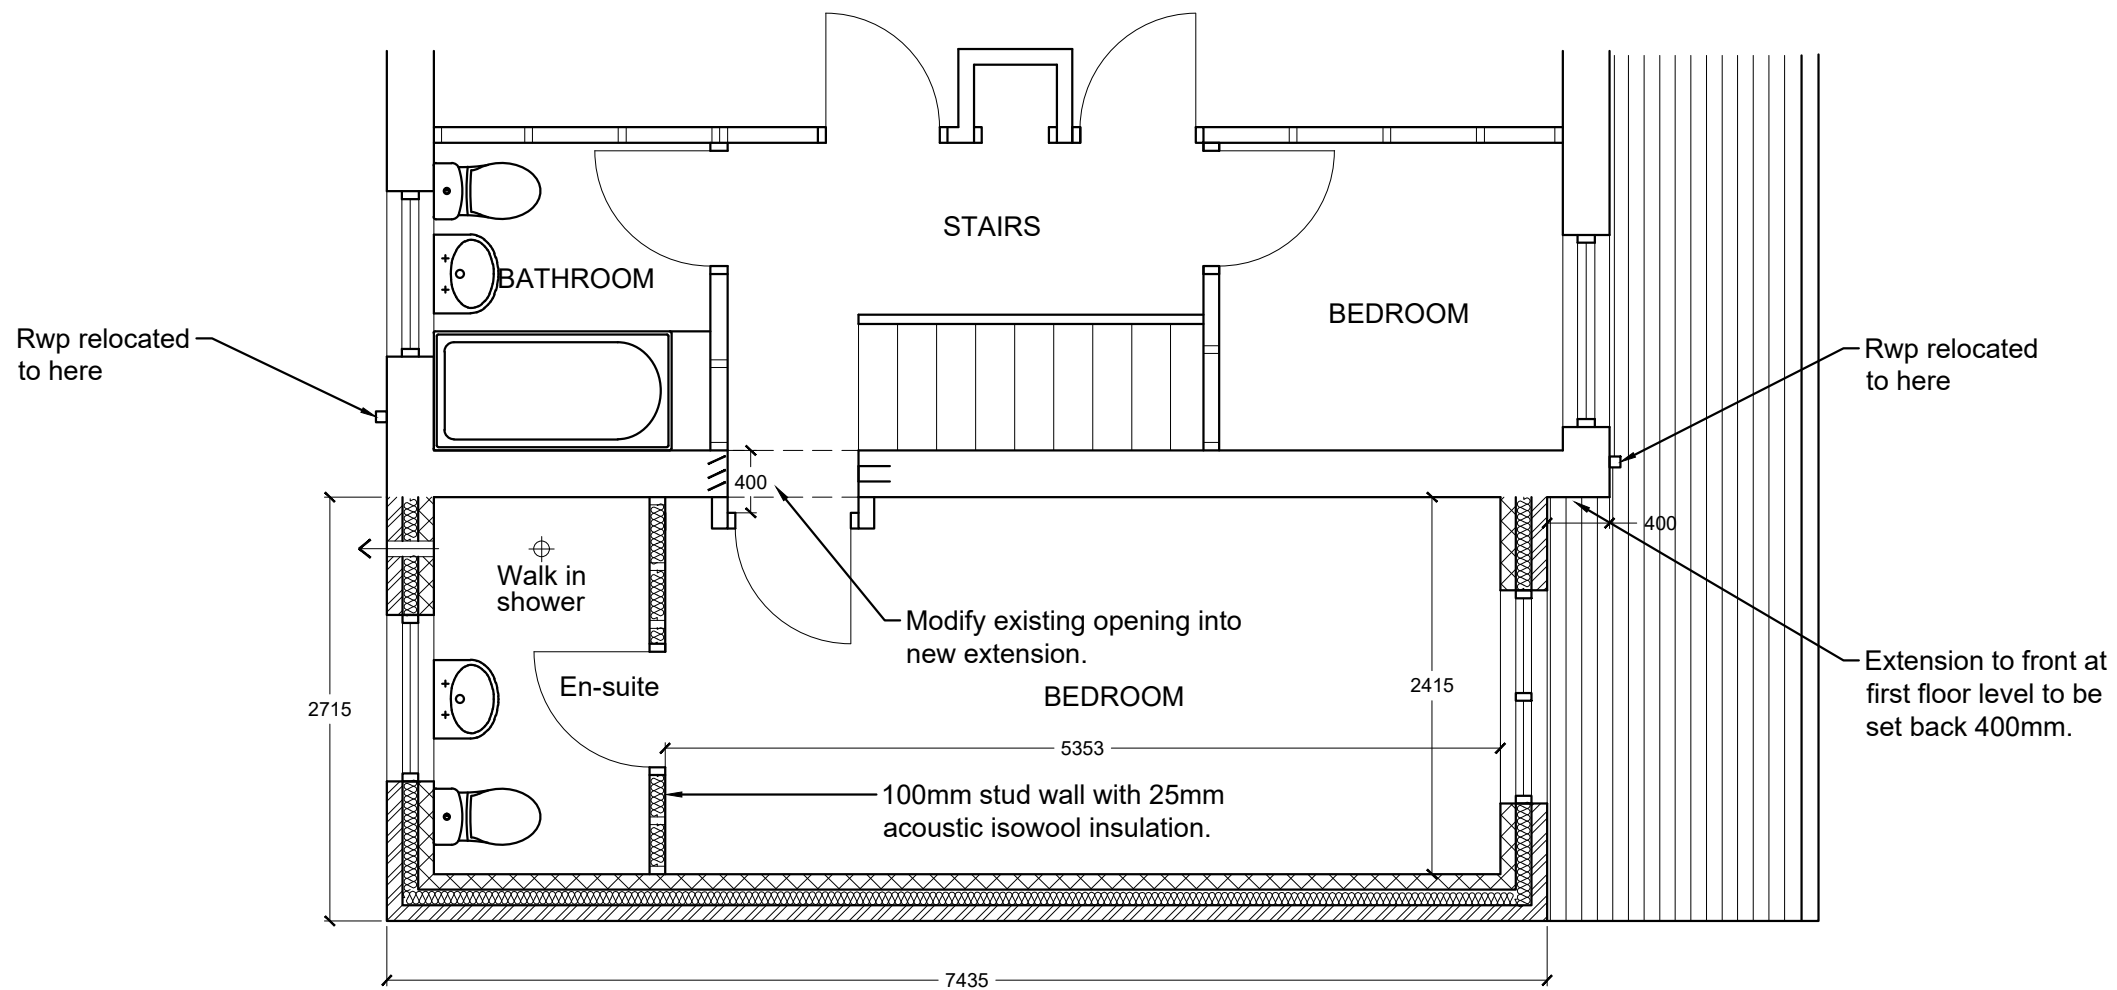 STAIRS
BATHROOM
BEDROOM
Rwp relocated
to here
Rwp relocated
to here
400
400
Walk in
shower
Modify existing opening into
new extension.
En-suite
BEDROOM
2415
Extension to front at
first floor level to be
set back 400mm.
2715
5353
100mm stud wall with 25mm
acoustic isowool insulation.
7435